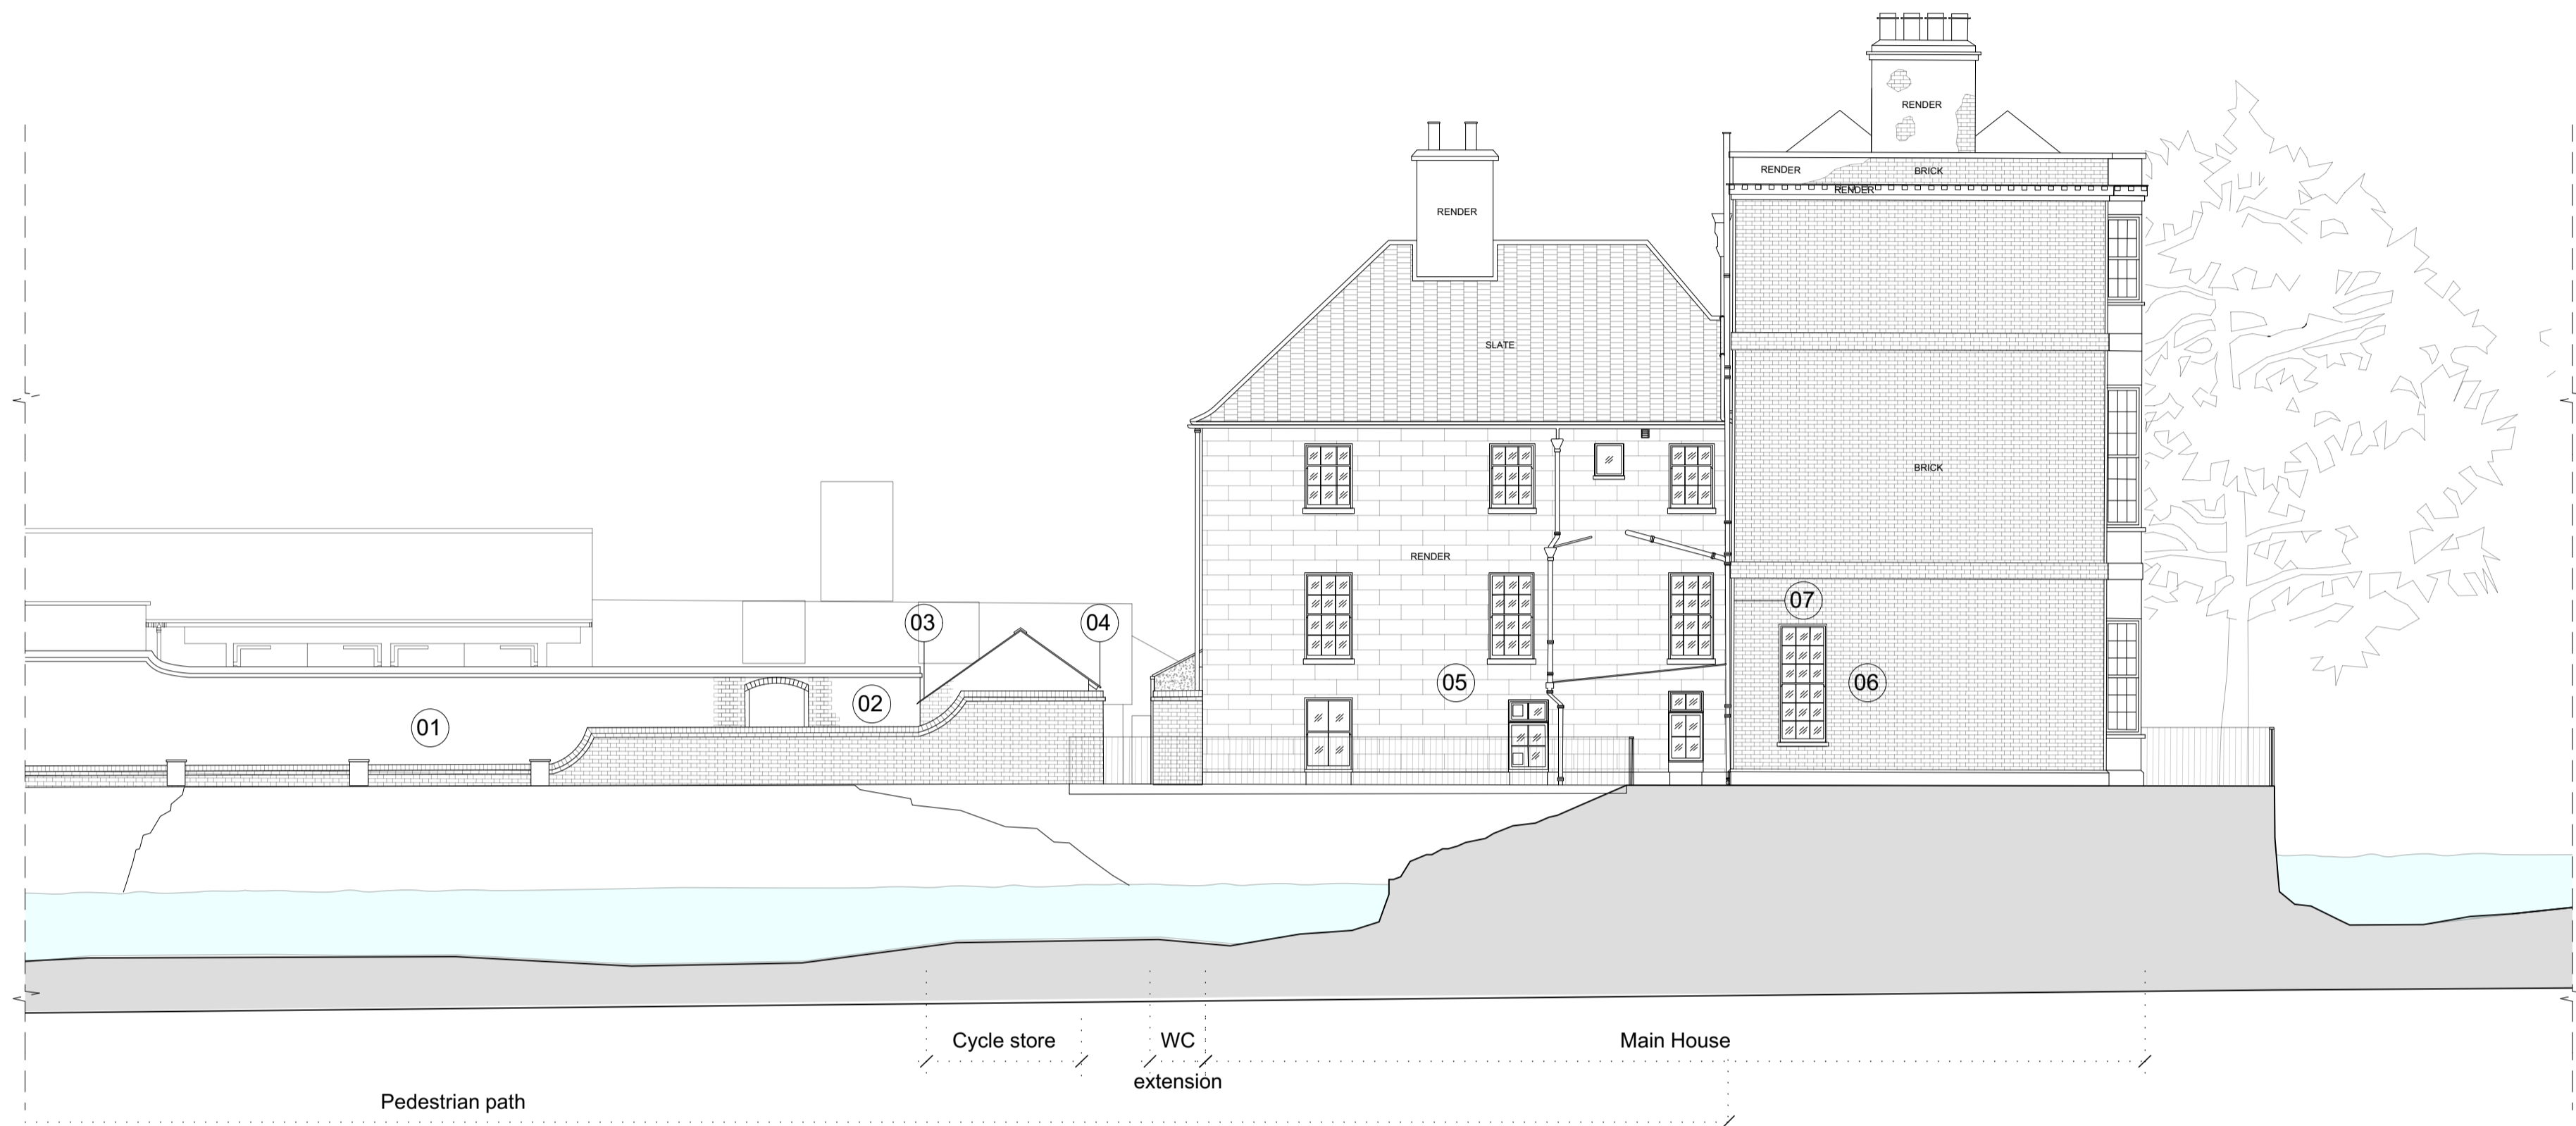 RENDER
RENDER
BRICK
RENDER
RENDER
SLATE
BRICK
RENDER
03
04
07
05
06
02
01
Cycle store
WC
extension
Main House
Pedestrian path